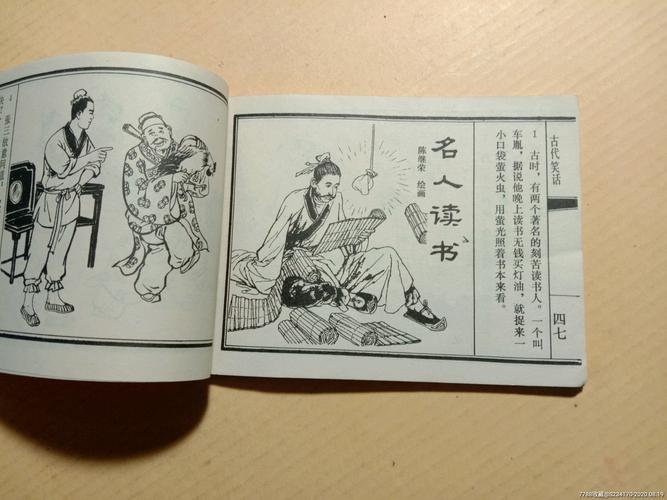 古代笑话
四七
1 古时，有两个著名的刻苦读书人。一个叫
车胤，据说他晚上读书无钱买灯油，就捉来一
小口袋萤火虫，用萤光照着书本来看。
名人读书
陈继荣 绘画
7788收藏@S234170 2020 08:19